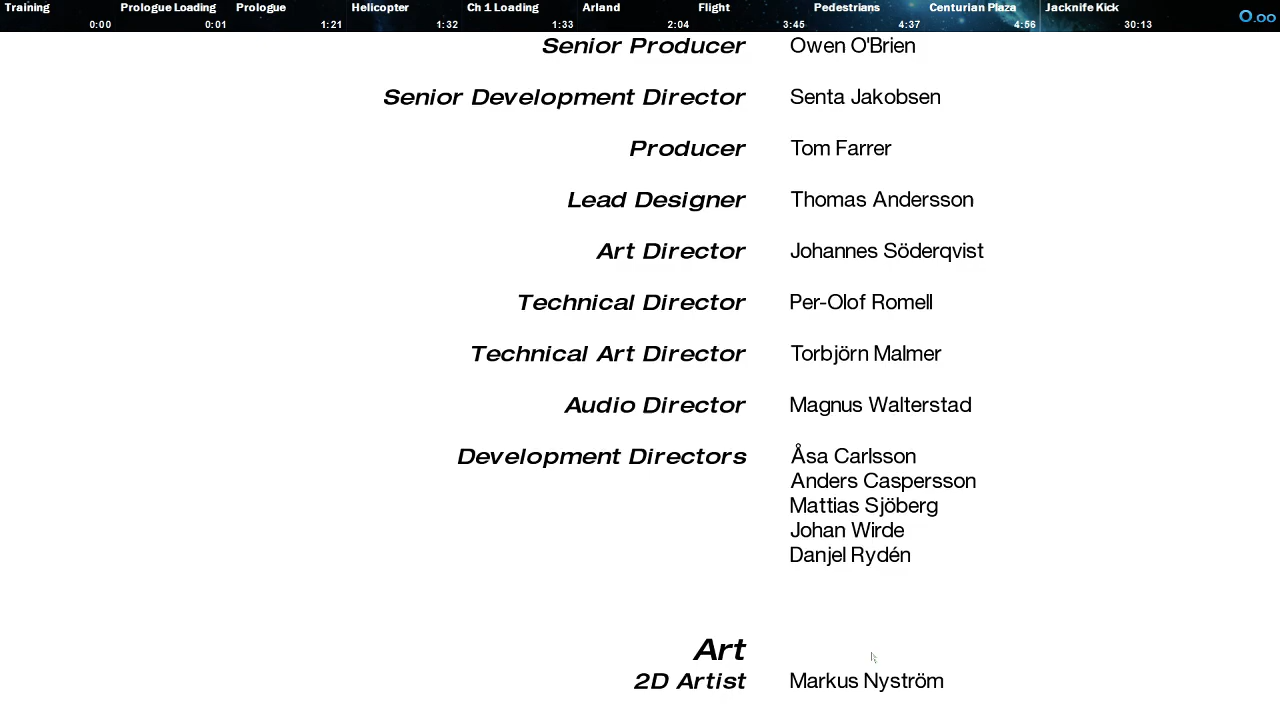 Training Prologue Loading Prologue Helicopter Ch 1 Loading Arland Flight Pedestrians Centurian Plaza Jacknife Kick
0:00 0:01 1:21 1:32 1:33 2:04 3:45 4:37 4:56 30:13 0.00
Senior Producer Owen O'Brien
Senior Development Director Senta Jakobsen
Producer Tom Farrer
Lead Designer Thomas Andersson
Art Director Johannes Söderqvist
Technical Director Per-Olof Romell
Technical Art Director Torbjörn Malmer
Audio Director Magnus Walterstad
Development Directors Åsa Carlsson
Anders Caspersson
Mattias Sjöberg
Johan Wirde
Danjel Rydén
Art
2D Artist Markus Nyström